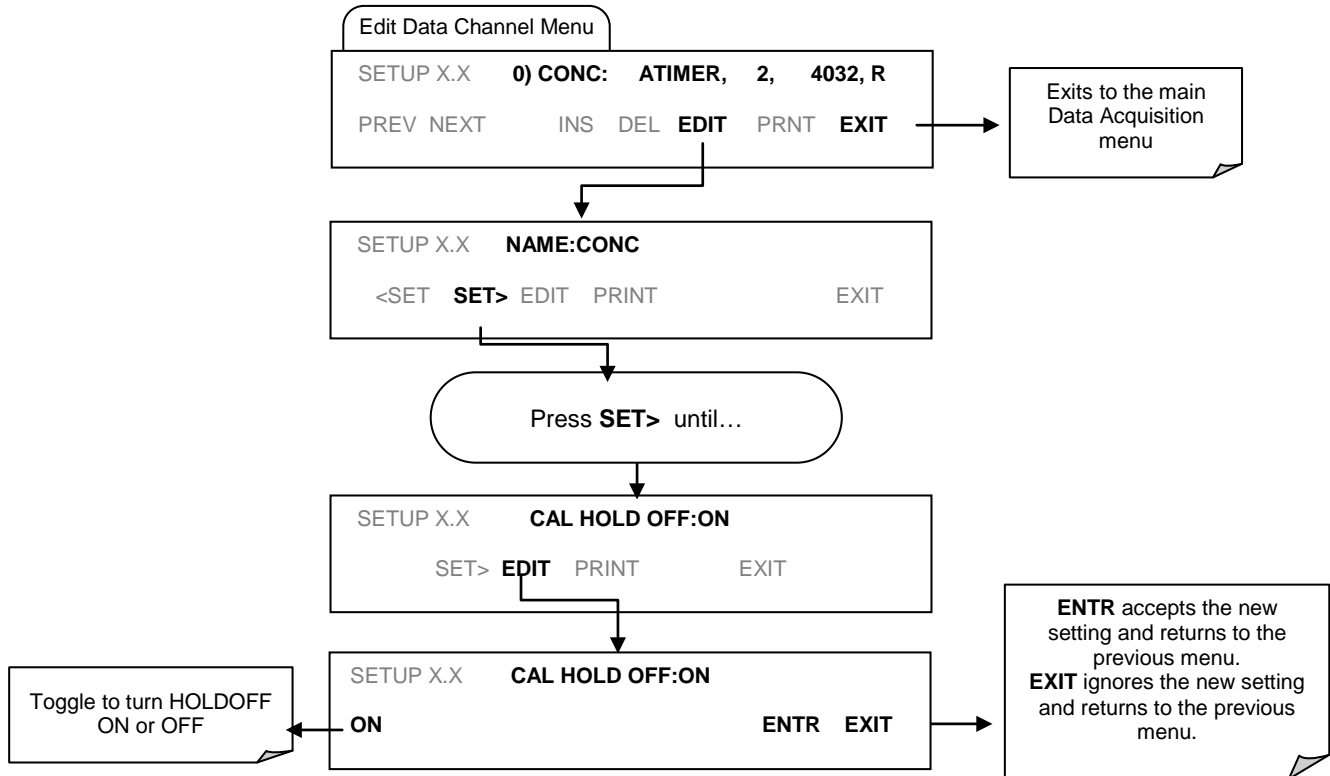 Edit Data Channel Menu
SETUP X.X 0) CONC: ATIMER, 2, 4032, R
PREV NEXT INS DEL EDIT PRNT EXIT
Exits to the main
Data Acquisition
menu
SETUP X.X NAME:CONC
<SET SET> EDIT PRINT EXIT
Press SET> until…
SETUP X.X CAL HOLD OFF:ON
SET> EDIT PRINT EXIT
SETUP X.X CAL HOLD OFF:ON
ON ENTR EXIT
Toggle to turn HOLDOFF
ON or OFF
ENTR accepts the new
setting and returns to the
previous menu.
EXIT ignores the new setting
and returns to the previous
menu.